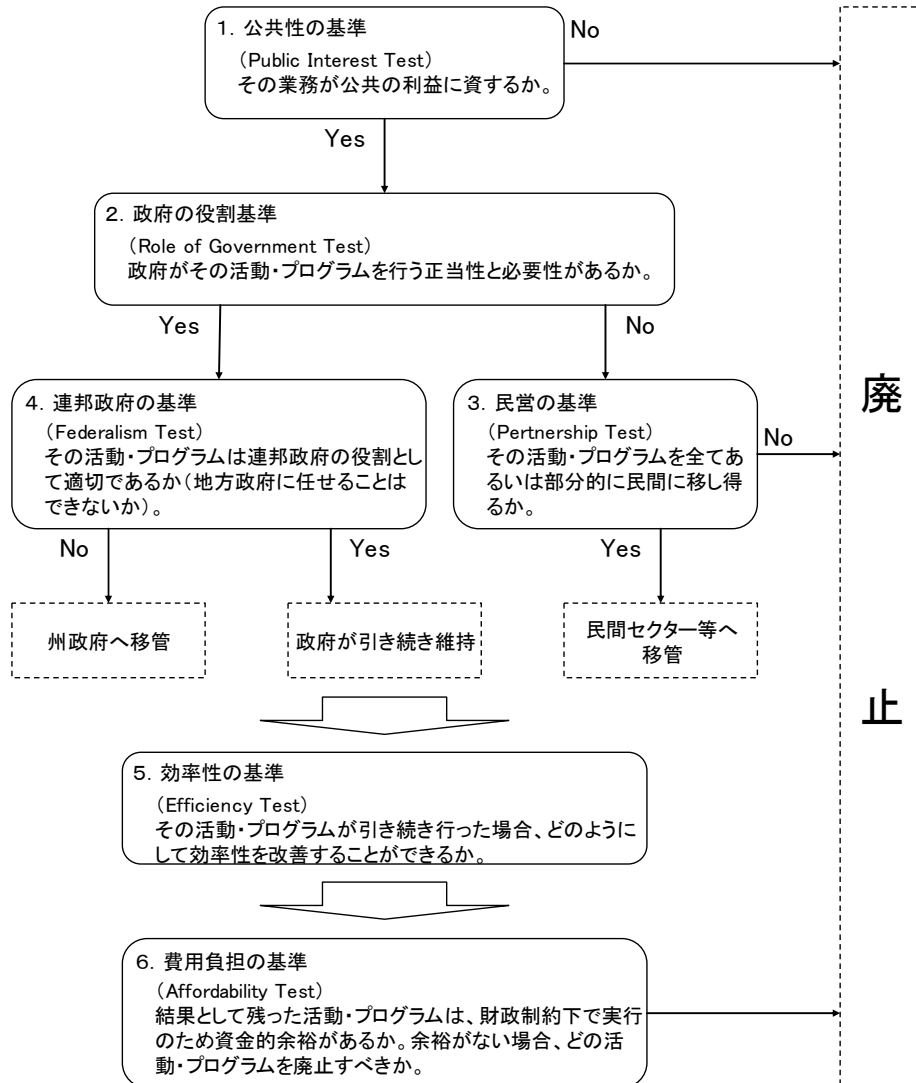 1．公共性の基準
（Public Interest Test）
その業務が公共の利益に資するか。
No
Yes
2．政府の役割基準
（Role of Government Test）
政府がその活動・プログラムを行う正当性と必要性があるか。
Yes
No
4．連邦政府の基準
（Federalism Test）
その活動・プログラムは連邦政府の役割とし
て適切であるか（地方政府に任せることは
できないか）。
3．民営の基準
（Pertnership Test）
その活動・プログラムを全てあ
るいは部分的に民間に移し得
るか。
No
No
Yes
Yes
州政府へ移管
政府が引き続き維持
民間セクター等へ
移管
5．効率性の基準
（Efficiency Test）
その活動・プログラムが引き続き行った場合、どのように
して効率性を改善することができるか。
6．費用負担の基準
（Affordability Test）
結果として残った活動・プログラムは、財政制約下で実行
のため資金的余裕があるか。余裕がない場合、どの活
動・プログラムを廃止すべきか。
廃
止